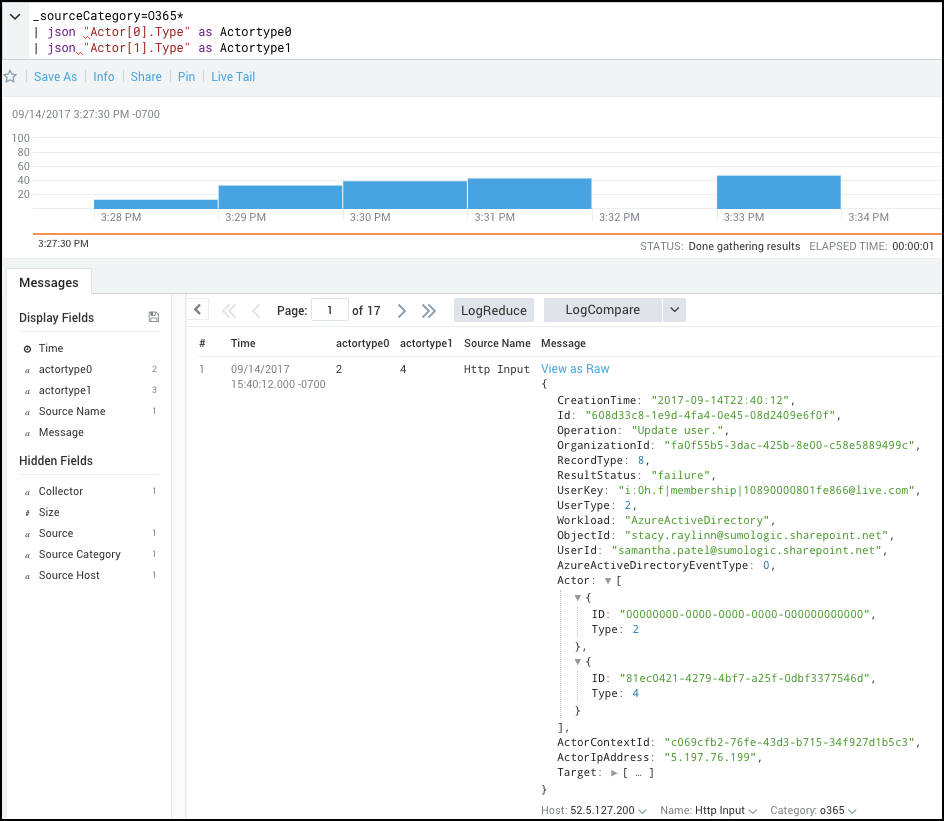 _sourceCategory=O365*
| json "Actor[0].Type" as Actortype0
| json "Actor[1].Type" as Actortype1
Save As Info Share Pin Live Tail
09/14/2017 3:27:30 PM -0700
100
80
60
40
20
3:28 PM 3:29 PM 3:30 PM 3:31 PM 3:32 PM 3:33 PM 3:34 PM
3:27:30 PM
STATUS: Done gathering results ELAPSED TIME: 00:00:01
Messages
Display Fields
Time
a actortype0 2
a actortype1 3
a Source Name 1
a Message
Hidden Fields
a Collector 1
# Size
a Source 1
a Source Category 1
a Source Host 1
Page: 1 of 17 LogReduce LogCompare
# Time actortype0 actortype1 Source Name Message
1 09/14/2017 2 4 Http Input View as Raw
15:40:12.000 -0700
{
CreationTime: "2017-09-14T22:40:12",
Id: "608d33c8-1e9d-4fa4-0e45-08d2409e6f0f",
Operation: "Update user.",
OrganizationId: "fa0f55b5-3dac-425b-8e00-c58e5889499c",
RecordType: 8,
ResultStatus: "failure",
UserKey: "i:0h.f|membership|10890000801fe866@live.com",
UserType: 2,
Workload: "AzureActiveDirectory",
ObjectId: "stacy.raylinn@sumologic.sharepoint.net",
UserId: "samantha.patel@sumologic.sharepoint.net",
AzureActiveDirectoryEventType: 0,
Actor: [
{
ID: "00000000-0000-0000-0000-000000000000",
Type: 2
},
{
ID: "81ec0421-4279-4bf7-a25f-0dbf3377546d",
Type: 4
}
],
ActorContextId: "c069cfb2-76fe-43d3-b715-34f927d1b5c3",
ActorIpAddress: "5.197.76.199",
Target: [ … ]
}
Host: 52.5.127.200 Name: Http Input Category: o365